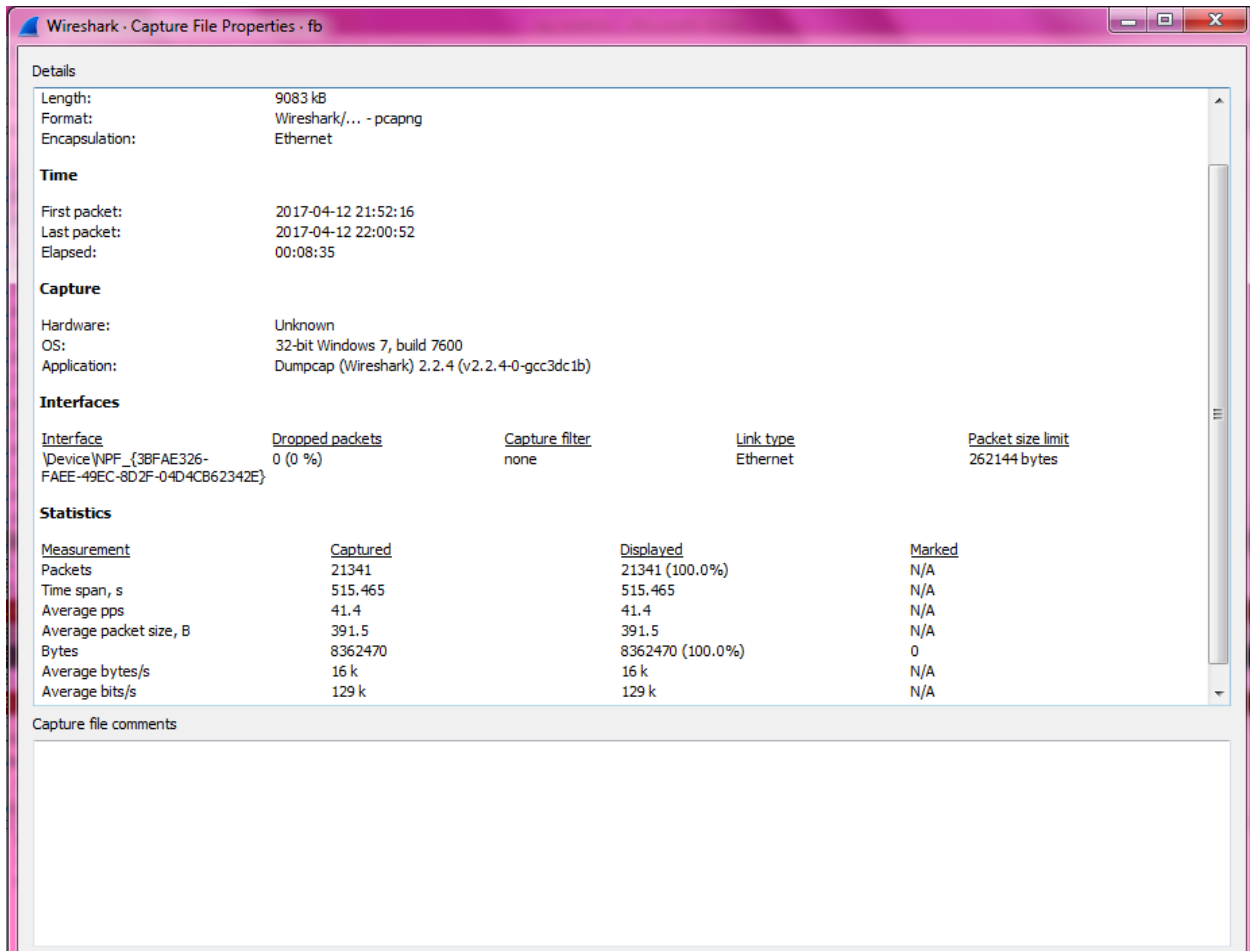 Wireshark · Capture File Properties · fb
Details
Length: 9083 kB
Format: Wireshark/... - pcapng
Encapsulation: Ethernet
Time
First packet: 2017-04-12 21:52:16
Last packet: 2017-04-12 22:00:52
Elapsed: 00:08:35
Capture
Hardware: Unknown
OS: 32-bit Windows 7, build 7600
Application: Dumpcap (Wireshark) 2.2.4 (v2.2.4-0-gcc3dc1b)
Interfaces
Interface Dropped packets Capture filter Link type Packet size limit
\Device\NPF_{3BFAE326- 0 (0 %) none Ethernet 262144 bytes
FAEE-49EC-8D2F-04D4CB62342E}
Statistics
Measurement Captured Displayed Marked
Packets 21341 21341 (100.0%) N/A
Time span, s 515.465 515.465 N/A
Average pps 41.4 41.4 N/A
Average packet size, B 391.5 391.5 N/A
Bytes 8362470 8362470 (100.0%) 0
Average bytes/s 16 k 16 k N/A
Average bits/s 129 k 129 k N/A
Capture file comments